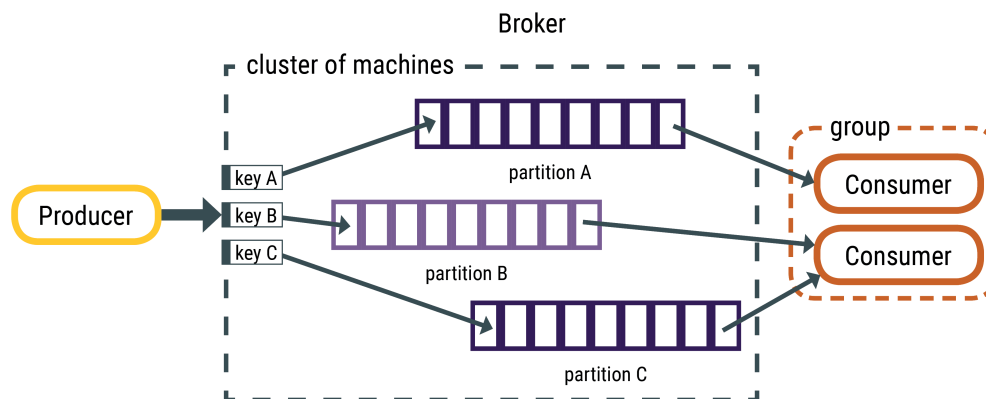 Broker
cluster of machines
group
partition A
key A
Consumer
Producer
key B
key C
partition B
Consumer
partition C